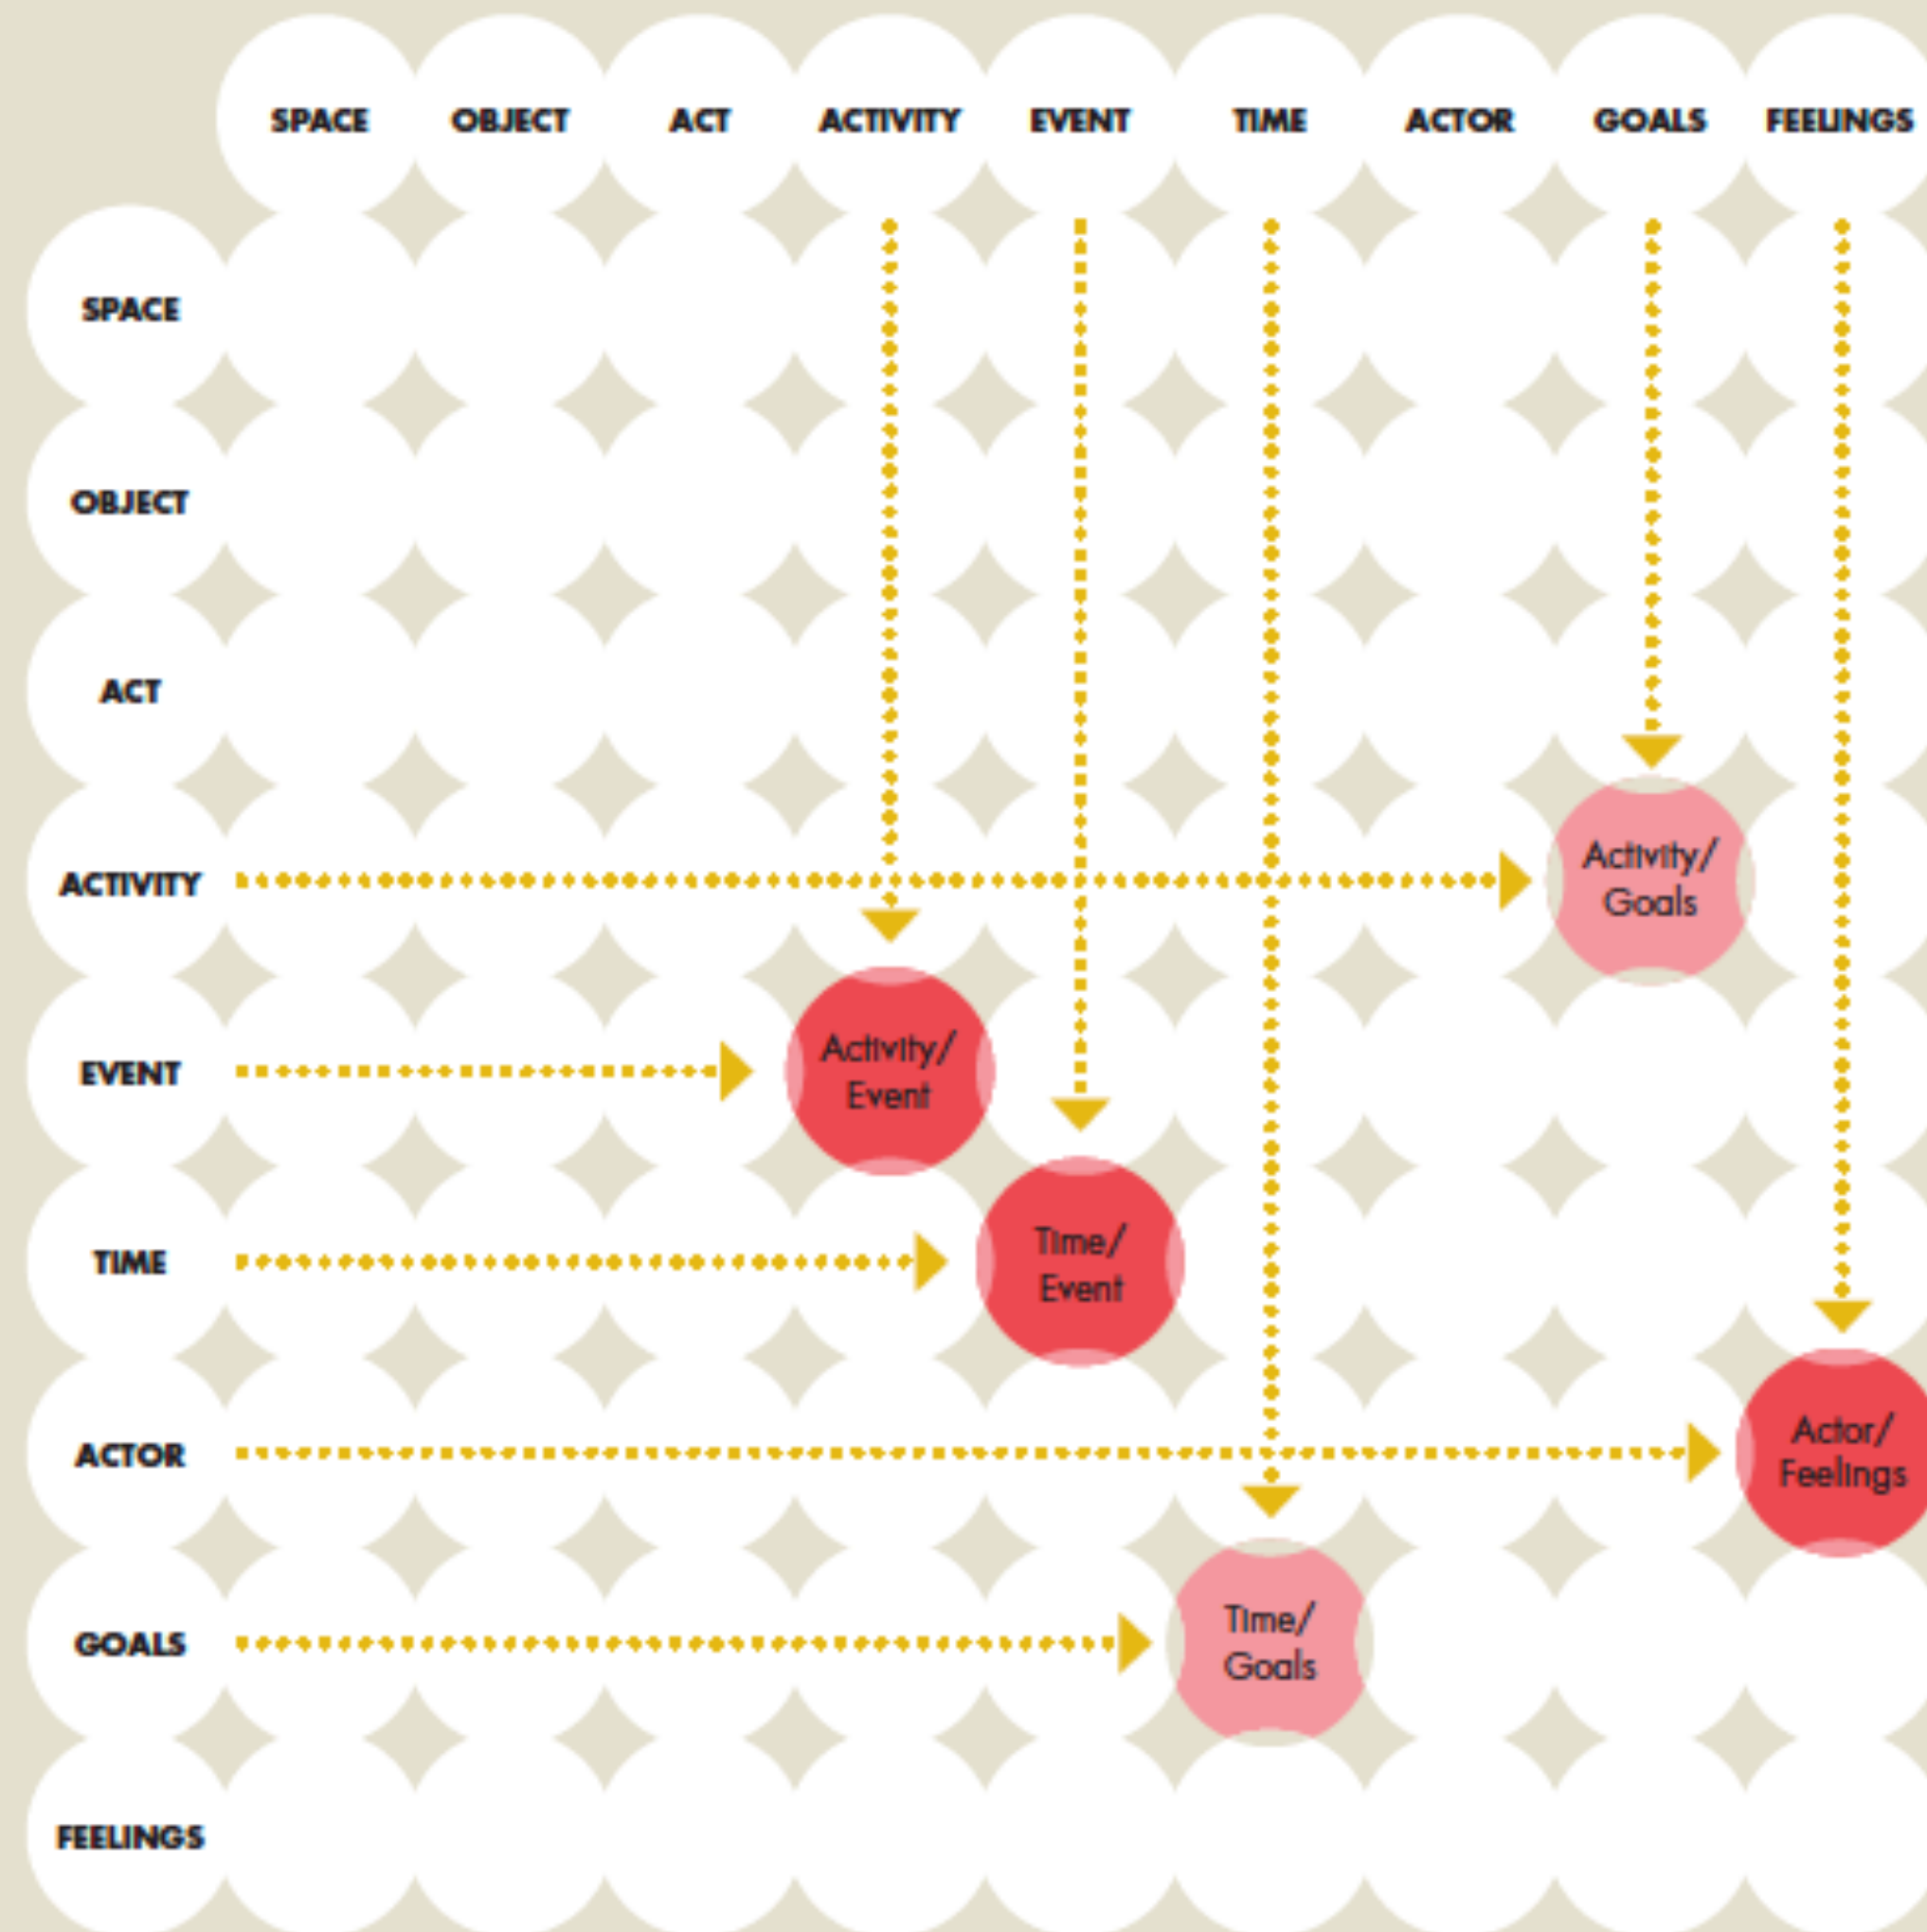 SPACE OBJECT ACT ACTIVITY EVENT TIME ACTOR GOALS FEELINGS
SPACE
OBJECT
ACT
ACTIVITY
Activity/
Goals
EVENT
Activity/
Event
TIME
Time/
Event
ACTOR
Actor/
Feelings
GOALS
Time/
Goals
FEELINGS